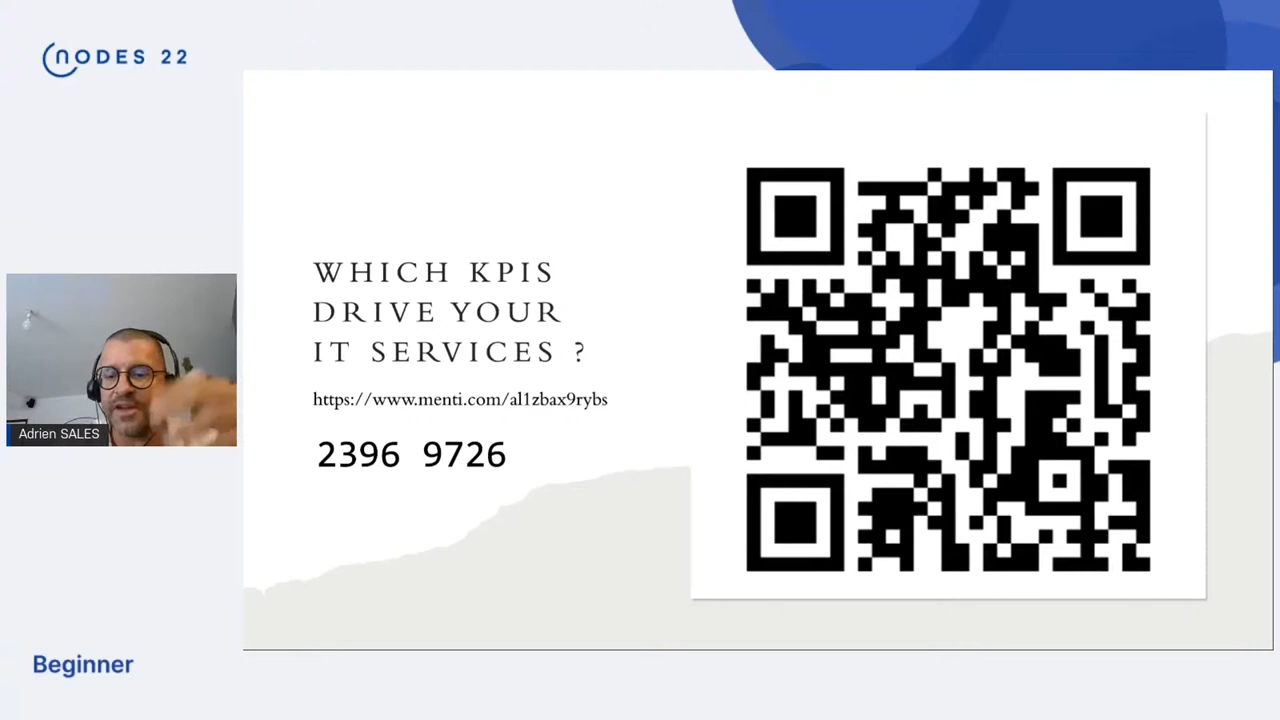 NODES 22
WHICH KPIS
DRIVE YOUR
IT SERVICES ?
https://www.menti.com/al1zbax9rybs
2396 9726
Adrien SALES
Beginner